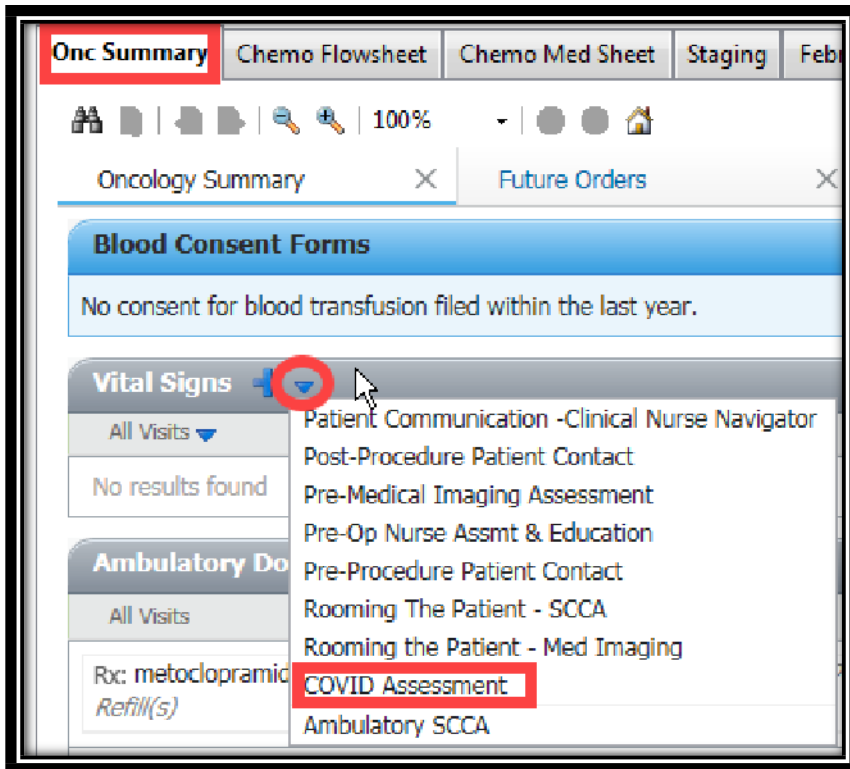 Onc Summary Chemo Flowsheet Chemo Med Sheet Staging
100%
Oncology Summary Future Orders
Blood Consent Forms
No consent for blood transfusion filed within the last year.
Vital Signs
All Visits
No results found
Patient Communication -Clinical Nurse Navigator
Post-Procedure Patient Contact
Pre-Medical Imaging Assessment
Pre-Op Nurse Assmt & Education
Pre-Procedure Patient Contact
Rooming The Patient - SCCA
Rooming the Patient - Med Imaging
COVID Assessment
Ambulatory SCCA
Ambulatory
All Visits
Rx: metoclopramid
Refill(s)